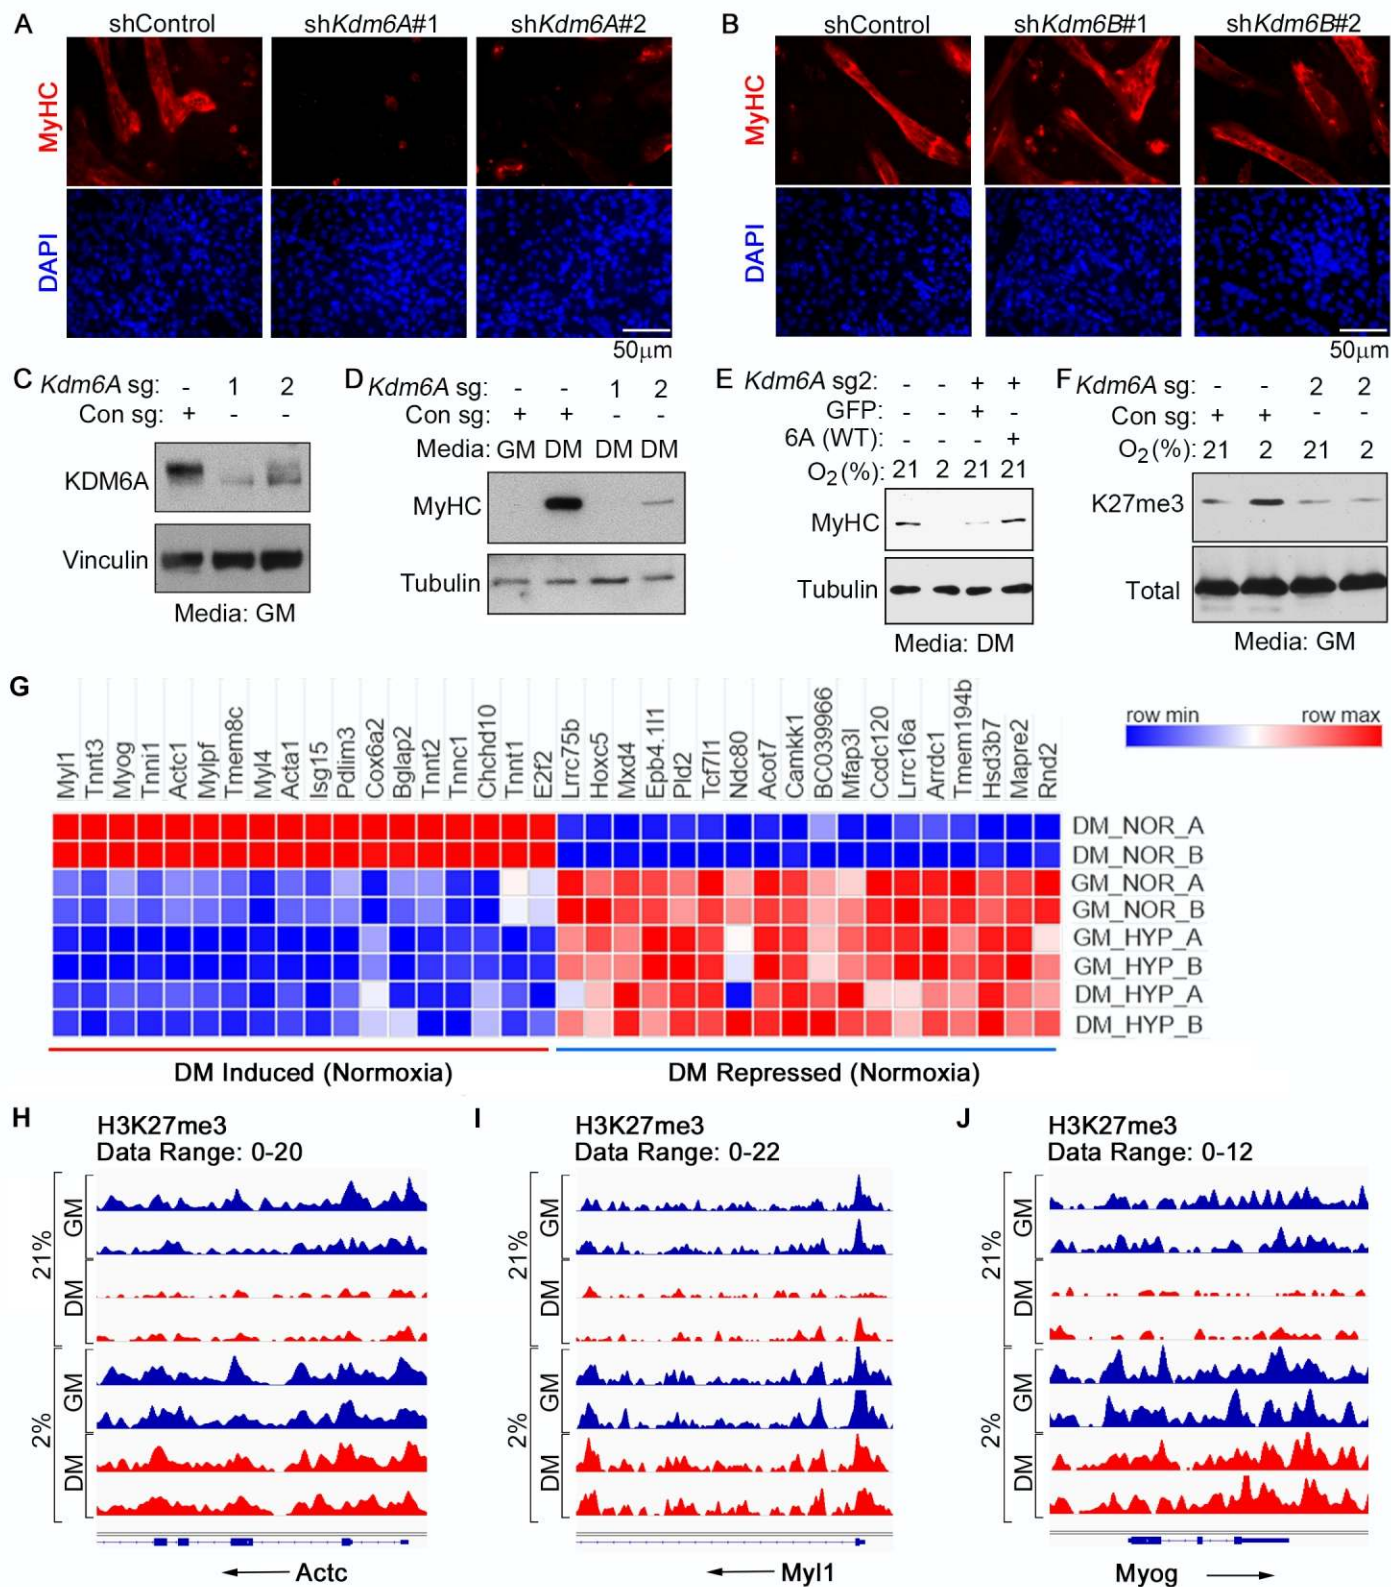 A
shControl
shKdm6A#1
shKdm6A#2
MyHC
DAPI
50μm
B
shControl
shKdm6B#1
shKdm6B#2
MyHC
DAPI
50μm
C
Kdm6A sg: - 1 2
Con sg: + - -
KDM6A
Vinculin
Media: GM
D
Kdm6A sg: - - 1 2
Con sg: + + - -
Media: GM DM DM DM
MyHC
Tubulin
E
Kdm6A sg2: - - + +
GFP: - - + -
6A (WT): - - - +
O2(%): 21 2 21 21
MyHC
Tubulin
Media: DM
F
Kdm6A sg: - - 2 2
Con sg: + + - -
O2(%): 21 2 21 2
K27me3
Total
Media: GM
G
Myl1
Tnnt3
Myog
Tnni1
Actc1
Mylpf
Tmem8c
Myl4
Acta1
Isg15
Pdlim3
Cox6a2
Bglap2
Tnnt2
Tnnc1
Chchd10
Tnnt1
E2f2
Lrrc75b
Hoxc5
Mxd4
Epb4.1l1
Pld2
Tcf7l1
Ndc80
Acot7
Camkk1
BC039966
Mfap3l
Ccdc120
Lrrc16a
Arrdc1
Tmem194b
Hsd3b7
Mapre2
Rnd2
row min row max
DM_NOR_A
DM_NOR_B
GM_NOR_A
GM_NOR_B
GM_HYP_A
GM_HYP_B
DM_HYP_A
DM_HYP_B
DM Induced (Normoxia)
DM Repressed (Normoxia)
H
H3K27me3
Data Range: 0-20
21%
GM
DM
2%
GM
DM
Actc
I
H3K27me3
Data Range: 0-22
21%
GM
DM
2%
GM
DM
Myl1
J
H3K27me3
Data Range: 0-12
21%
GM
DM
2%
GM
DM
Myog